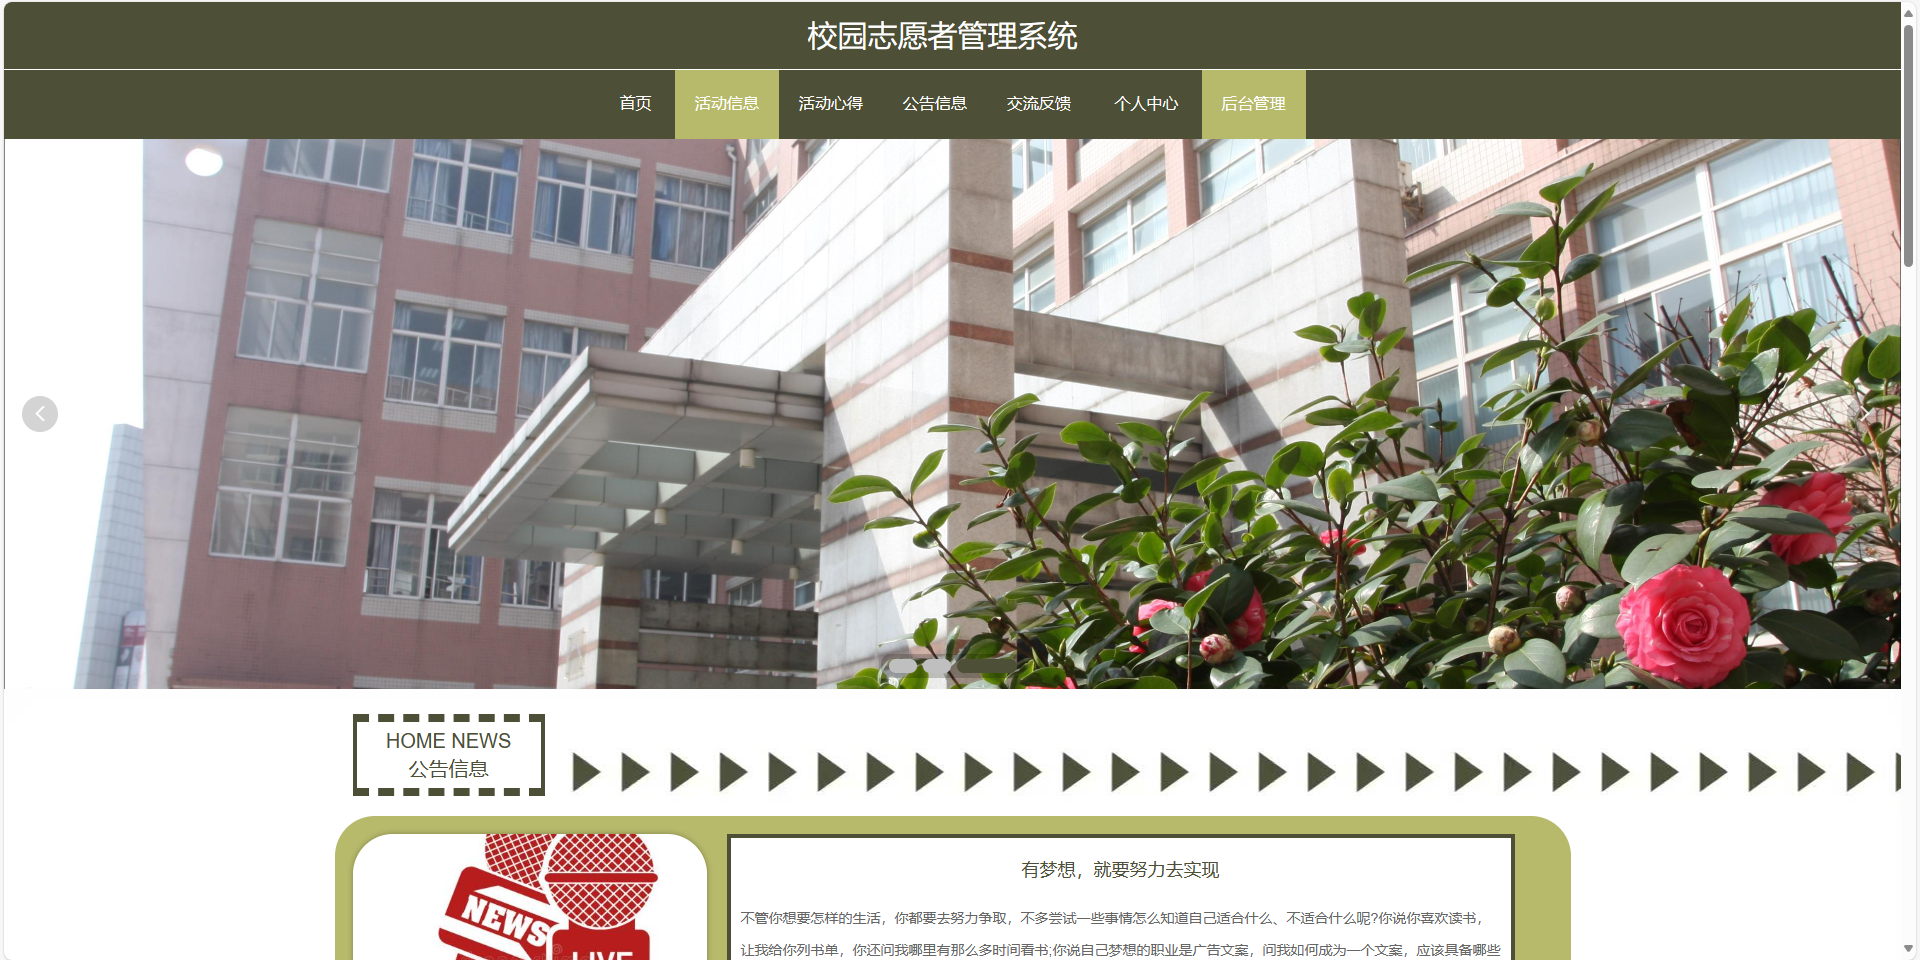 校园志愿者管理系统
首页 活动信息 活动心得 公告信息 交流反馈 个人中心 后台管理
HOME NEWS
公告信息
NEWS
LIVE
有梦想，就要努力去实现
不管你想要怎样的生活，你都要去努力争取，不多尝试一些事情怎么知道自己适合什么、不适合什么呢?你说你喜欢读书，
让我给你列书单，你还问我哪里有那么多时间看书;你说自己梦想的职业是广告文案，问我如何成为一个文案，应该具备哪些